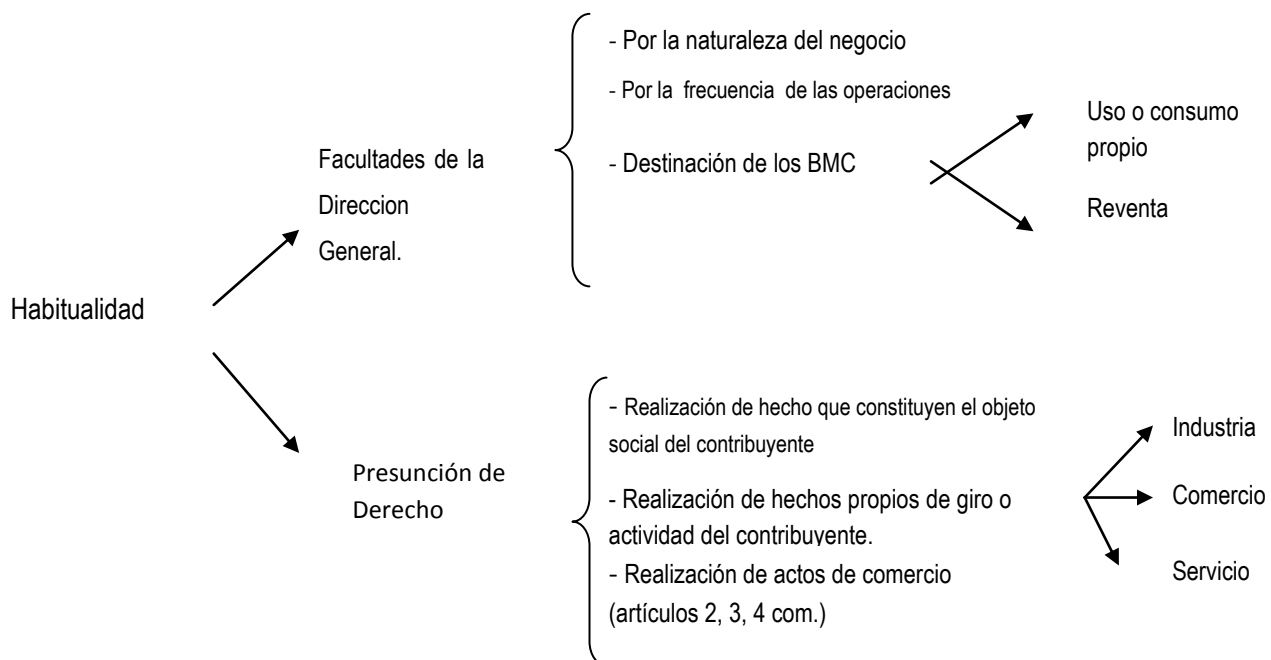 Habitualidad
Facultades de la
Direccion
General.
- Por la naturaleza del negocio
- Por la frecuencia de las operaciones
- Destinación de los BMC
Uso o consumo
propio
Reventa
Presunción de
Derecho
- Realización de hecho que constituyen el objeto
social del contribuyente
- Realización de hechos propios de giro o
actividad del contribuyente.
- Realización de actos de comercio
(artículos 2, 3, 4 com.)
Industria
Comercio
Servicio